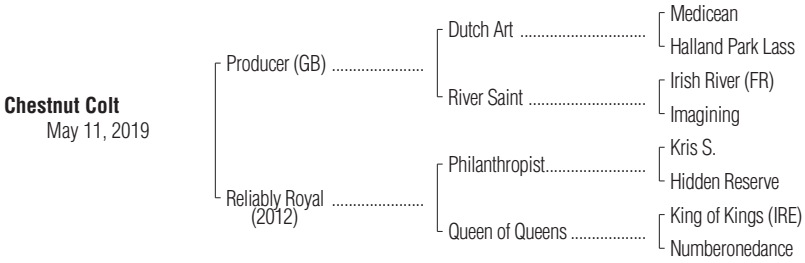 Chestnut Colt
May 11, 2019
Producer (GB) ......................
Reliably Royal ......................
(2012)
Dutch Art ..............................
River Saint ............................
Philanthropist........................
Queen of Queens ..................
Medicean
Halland Park Lass
Irish River (FR)
Imagining
Kris S.
Hidden Reserve
King of Kings (IRE)
Numberonedance